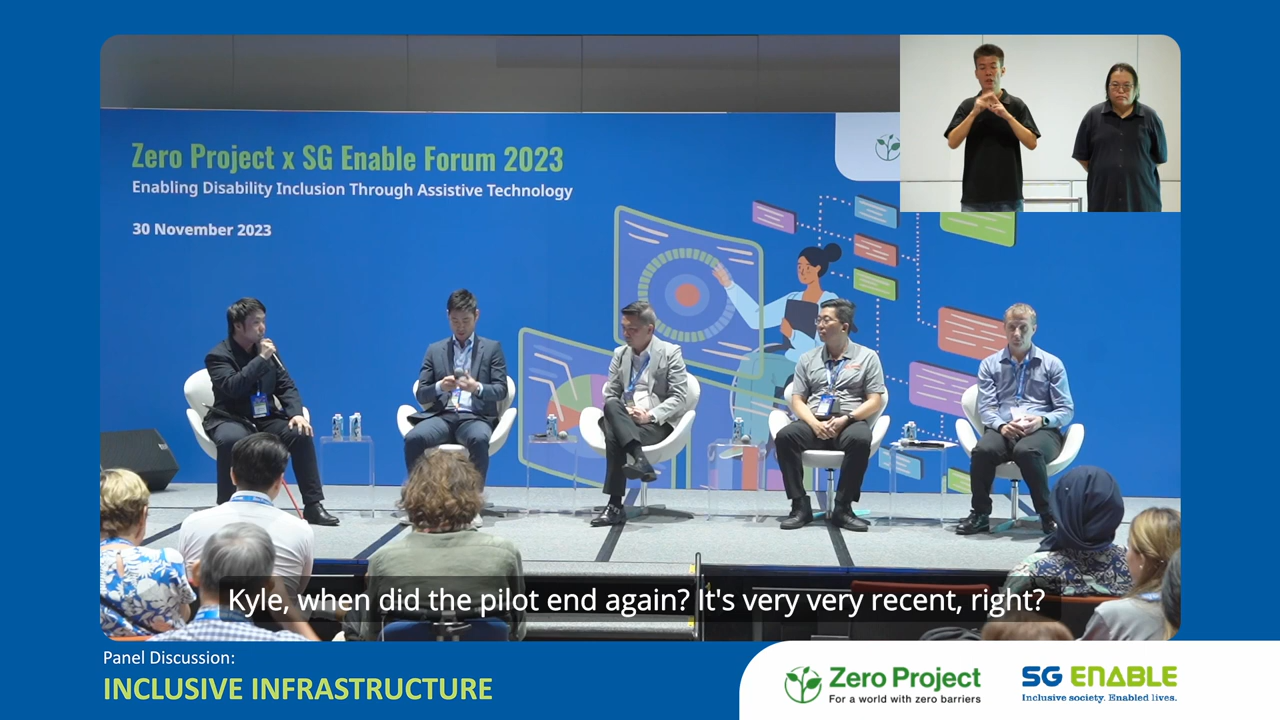 Zero Project x SG Enable Forum 2023
Enabling Disability Inclusion Through Assistive Technology
30 November 2023
Kyle, when did the pilot end again? It's very very recent, right?
Panel Discussion:
INCLUSIVE INFRASTRUCTURE
Zero Project
For a world with zero barriers
SG ENABLE
Inclusive society. Enabled lives.